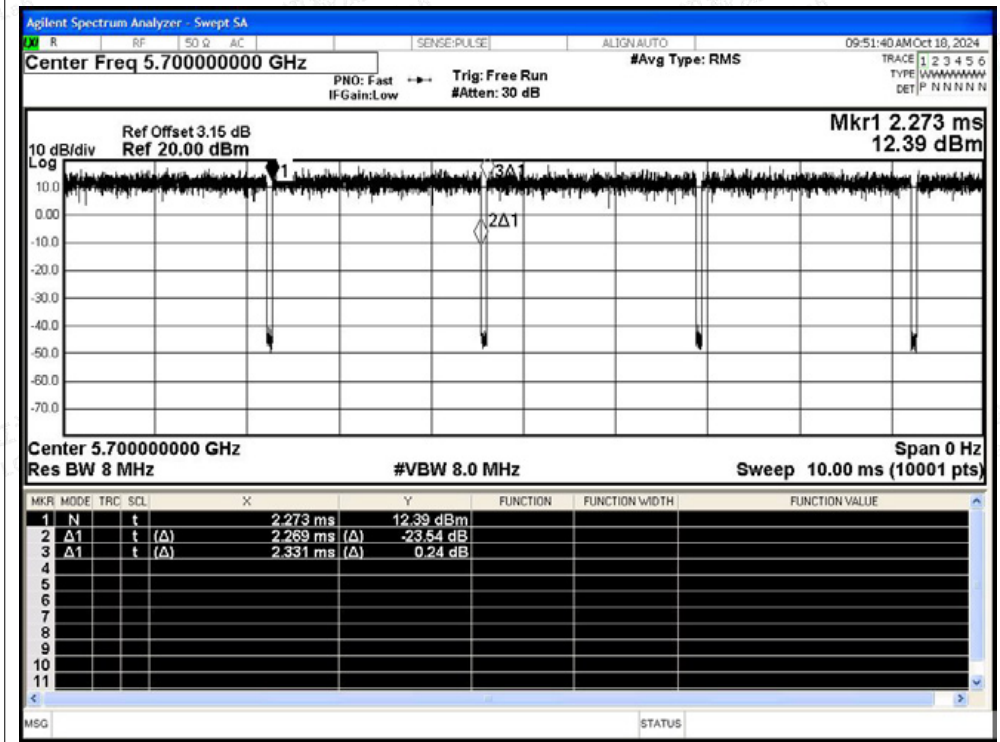 Agilent Spectrum Analyzer - Swept SA
R RF 50 Ω AC SENSE:PULSE ALIGN AUTO 09:51:40 AM Oct 18, 2024
Center Freq 5.700000000 GHz #Avg Type: RMS TRACE 1 2 3 4 5 6
PNO: Fast Trig: Free Run TYPE WWWWWW
IFGain:Low #Atten: 30 dB DET P N N N N N
Mkr1 2.273 ms
Ref Offset 3.15 dB
10 dB/div Ref 20.00 dBm 12.39 dBm
Log
1 3Δ1
10.0
0.00 2Δ1
-10.0
-20.0
-30.0
-40.0
-50.0
-60.0
-70.0
Center 5.700000000 GHz Span 0 Hz
Res BW 8 MHz #VBW 8.0 MHz Sweep 10.00 ms (10001 pts)
MKR MODE TRC SCL X Y FUNCTION FUNCTION WIDTH FUNCTION VALUE
1 N t 2.273 ms 12.39 dBm
2 Δ1 t (Δ) 2.269 ms (Δ) -23.54 dB
3 Δ1 t (Δ) 2.331 ms (Δ) 0.24 dB
4
5
6
7
8
9
10
11
MSG STATUS